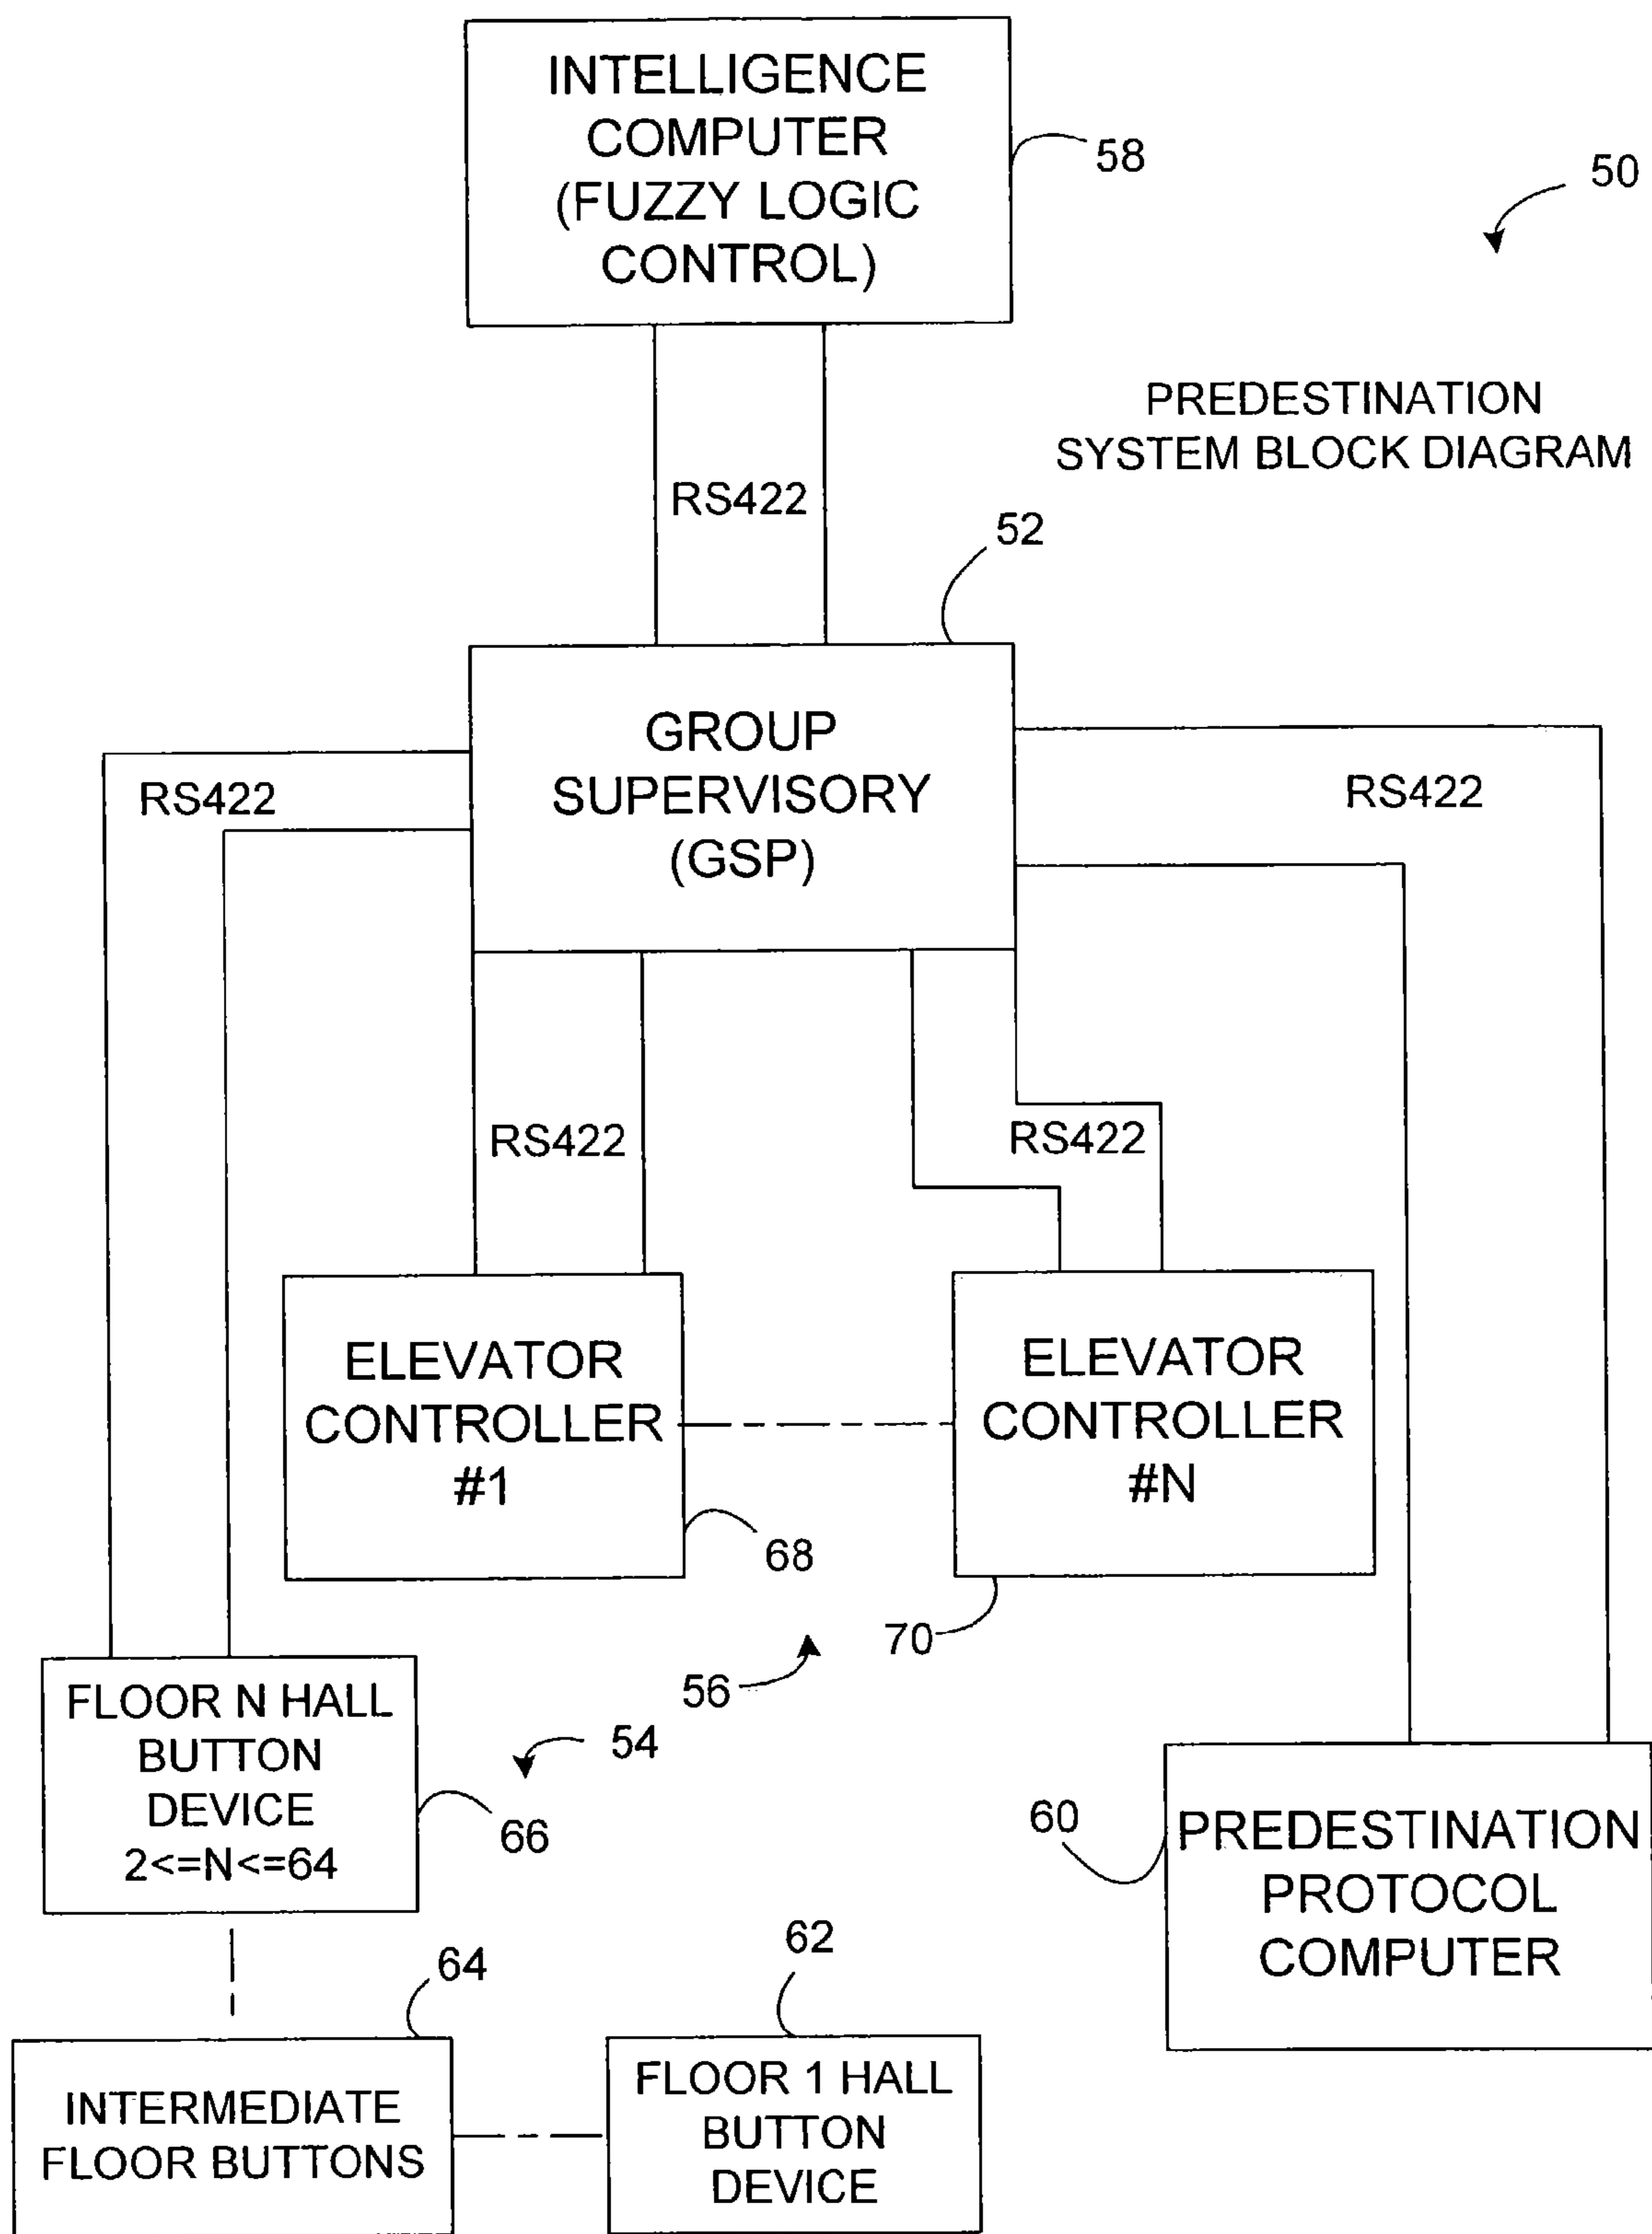 INTELLIGENCE
COMPUTER
(FUZZY LOGIC
CONTROL)
58
50
PREDESTINATION
SYSTEM BLOCK DIAGRAM
RS422
52
GROUP
SUPERVISORY
(GSP)
RS422
RS422
RS422
RS422
ELEVATOR
CONTROLLER
#1
ELEVATOR
CONTROLLER
#N
68
70
56
54
FLOOR N HALL
BUTTON
DEVICE
2<=N<=64
66
60
PREDESTINATION
PROTOCOL
COMPUTER
64
62
INTERMEDIATE
FLOOR BUTTONS
FLOOR 1 HALL
BUTTON
DEVICE